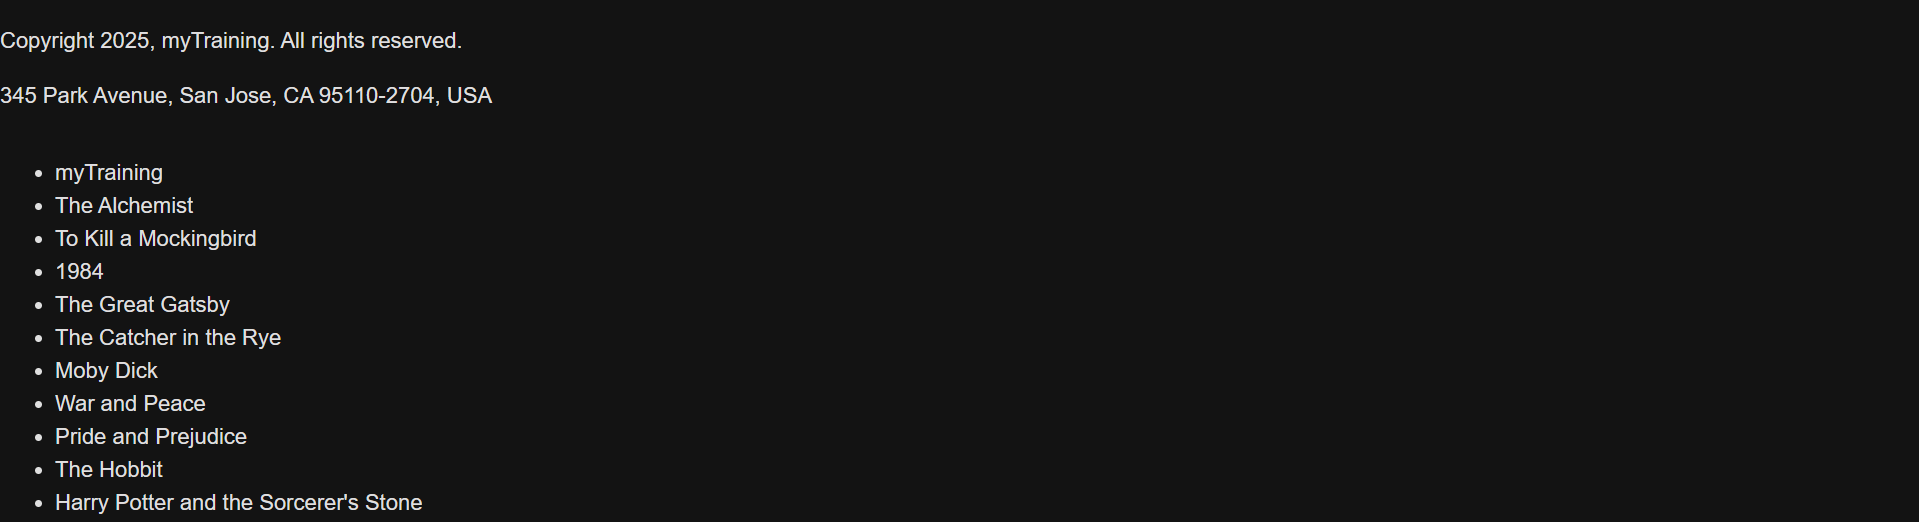 Copyright 2025, myTraining. All rights reserved.
345 Park Avenue, San Jose, CA 95110-2704, USA
myTraining
The Alchemist
To Kill a Mockingbird
1984
The Great Gatsby
The Catcher in the Rye
Moby Dick
War and Peace
Pride and Prejudice
The Hobbit
Harry Potter and the Sorcerer's Stone